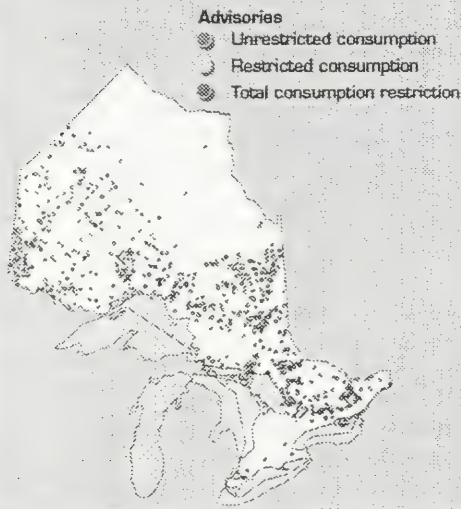 Advisories
Unrestricted consumption
Restricted consumption
Total consumption restriction